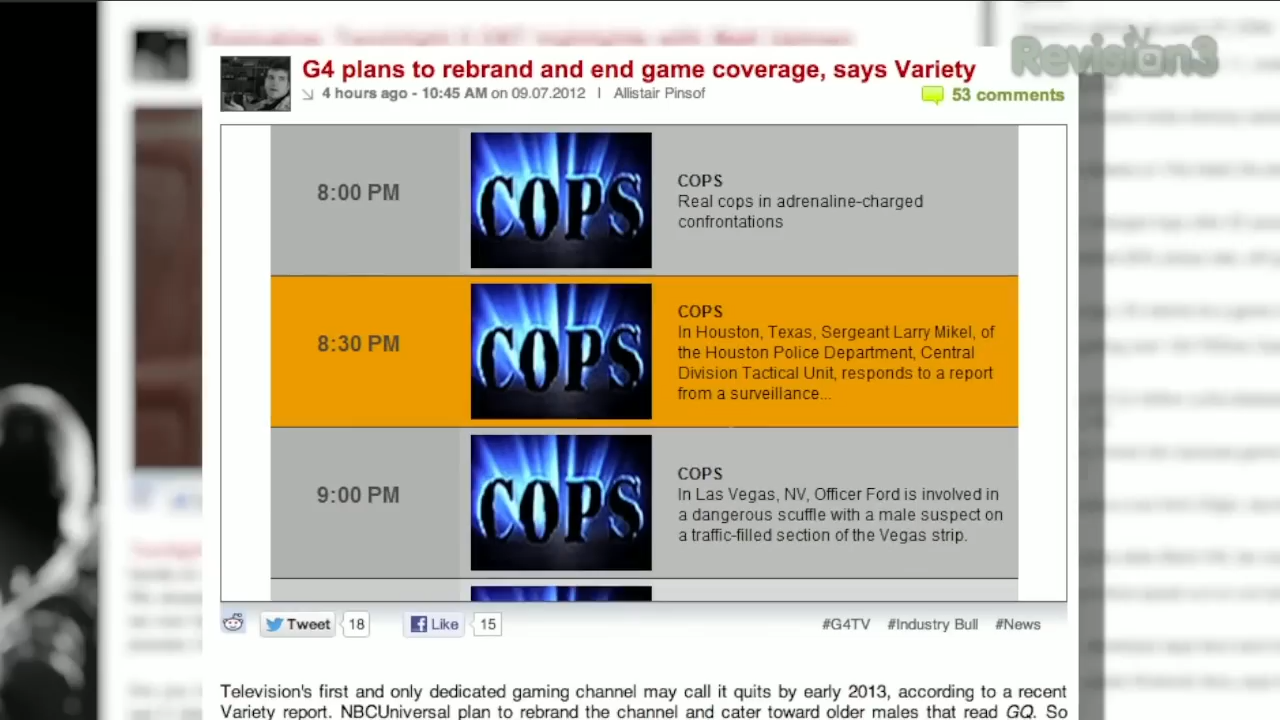 Revision3
G4 plans to rebrand and end game coverage, says Variety
4 hours ago - 10:45 AM on 09.07.2012 | Allistair Pinsof
53 comments
8:00 PM
COPS
COPS
Real cops in adrenaline-charged
confrontations
8:30 PM
COPS
COPS
In Houston, Texas, Sergeant Larry Mikel, of
the Houston Police Department, Central
Division Tactical Unit, responds to a report
from a surveillance...
9:00 PM
COPS
COPS
In Las Vegas, NV, Officer Ford is involved in
a dangerous scuffle with a male suspect on
a traffic-filled section of the Vegas strip.
Tweet 18 Like 15
#G4TV #Industry Bull #News
Television's first and only dedicated gaming channel may call it quits by early 2013, according to a recent
Variety report. NBCUniversal plan to rebrand the channel and cater toward older males that read GQ. So